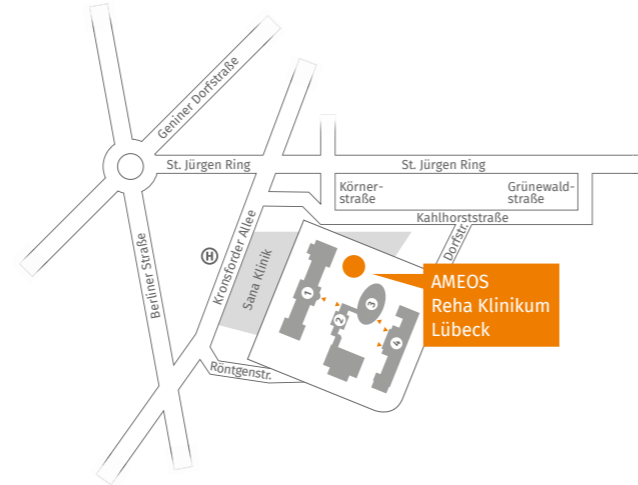 Geniner Dorfstraße
St. Jürgen Ring
St. Jürgen Ring
Körner-
straße
Grünewald-
straße
Kahlhorststraße
Dorfstr.
Kronsforder Allee
H
Berliner Straße
Sana Klinik
Röntgenstr.
1
2
3
4
AMEOS
Reha Klinikum
Lübeck